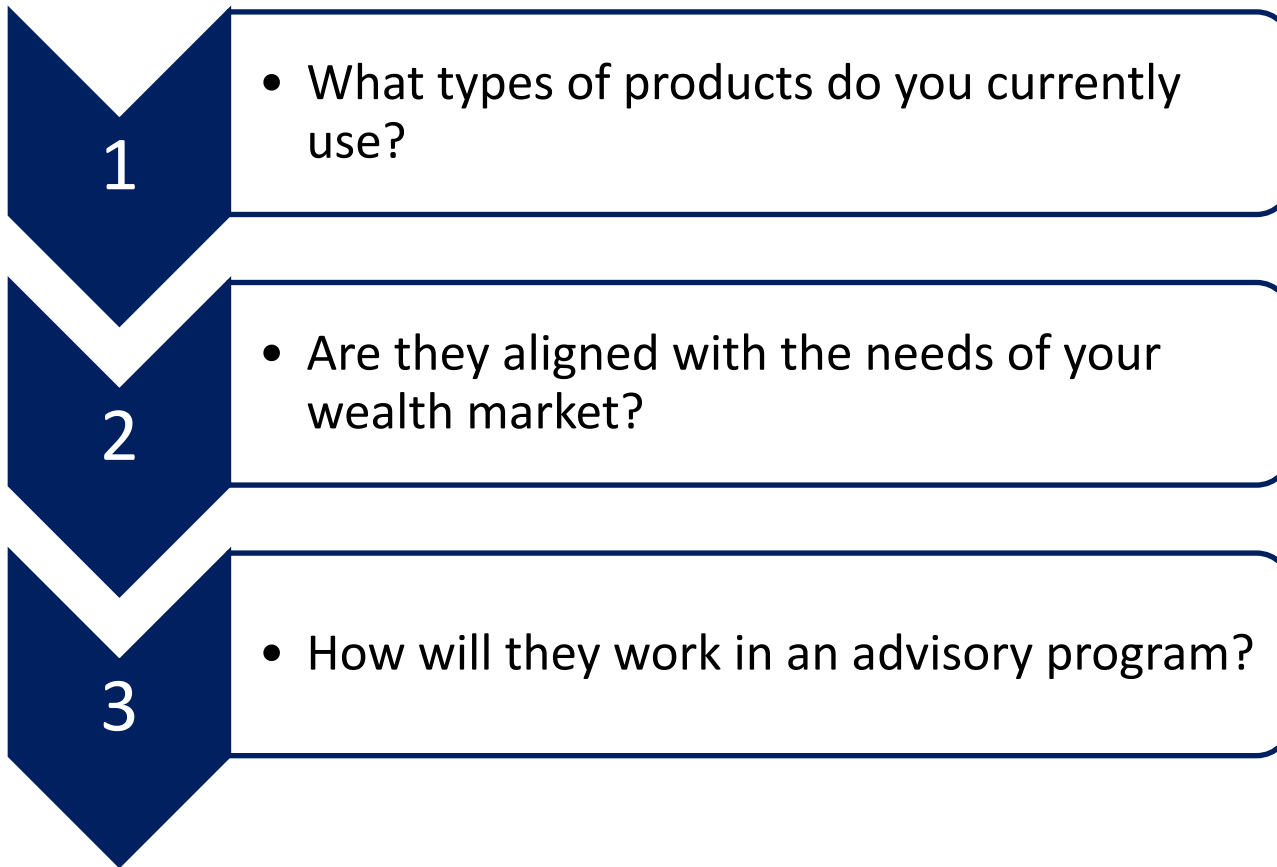 1
• What types of products do you currently
use?
2
• Are they aligned with the needs of your
wealth market?
3
• How will they work in an advisory program?